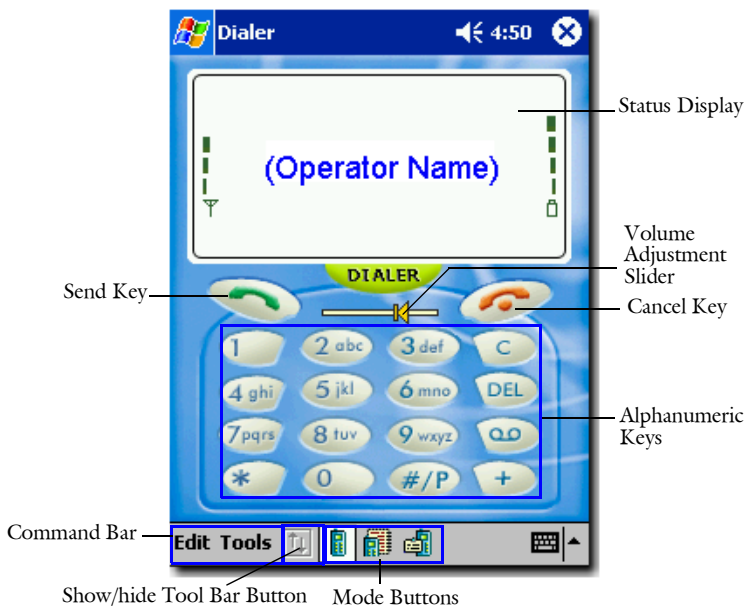 Dialer 4:50
Status Display
(Operator Name)
Volume
Adjustment
Slider
DIALER
Send Key
Cancel Key
1 2 abc 3 def C
4 ghi 5 jkl 6 mno DEL
Alphanumeric
Keys
7pqrs 8 tuv 9 wxyz
* 0 #/P +
Command Bar
Edit Tools
Show/hide Tool Bar Button
Mode Buttons